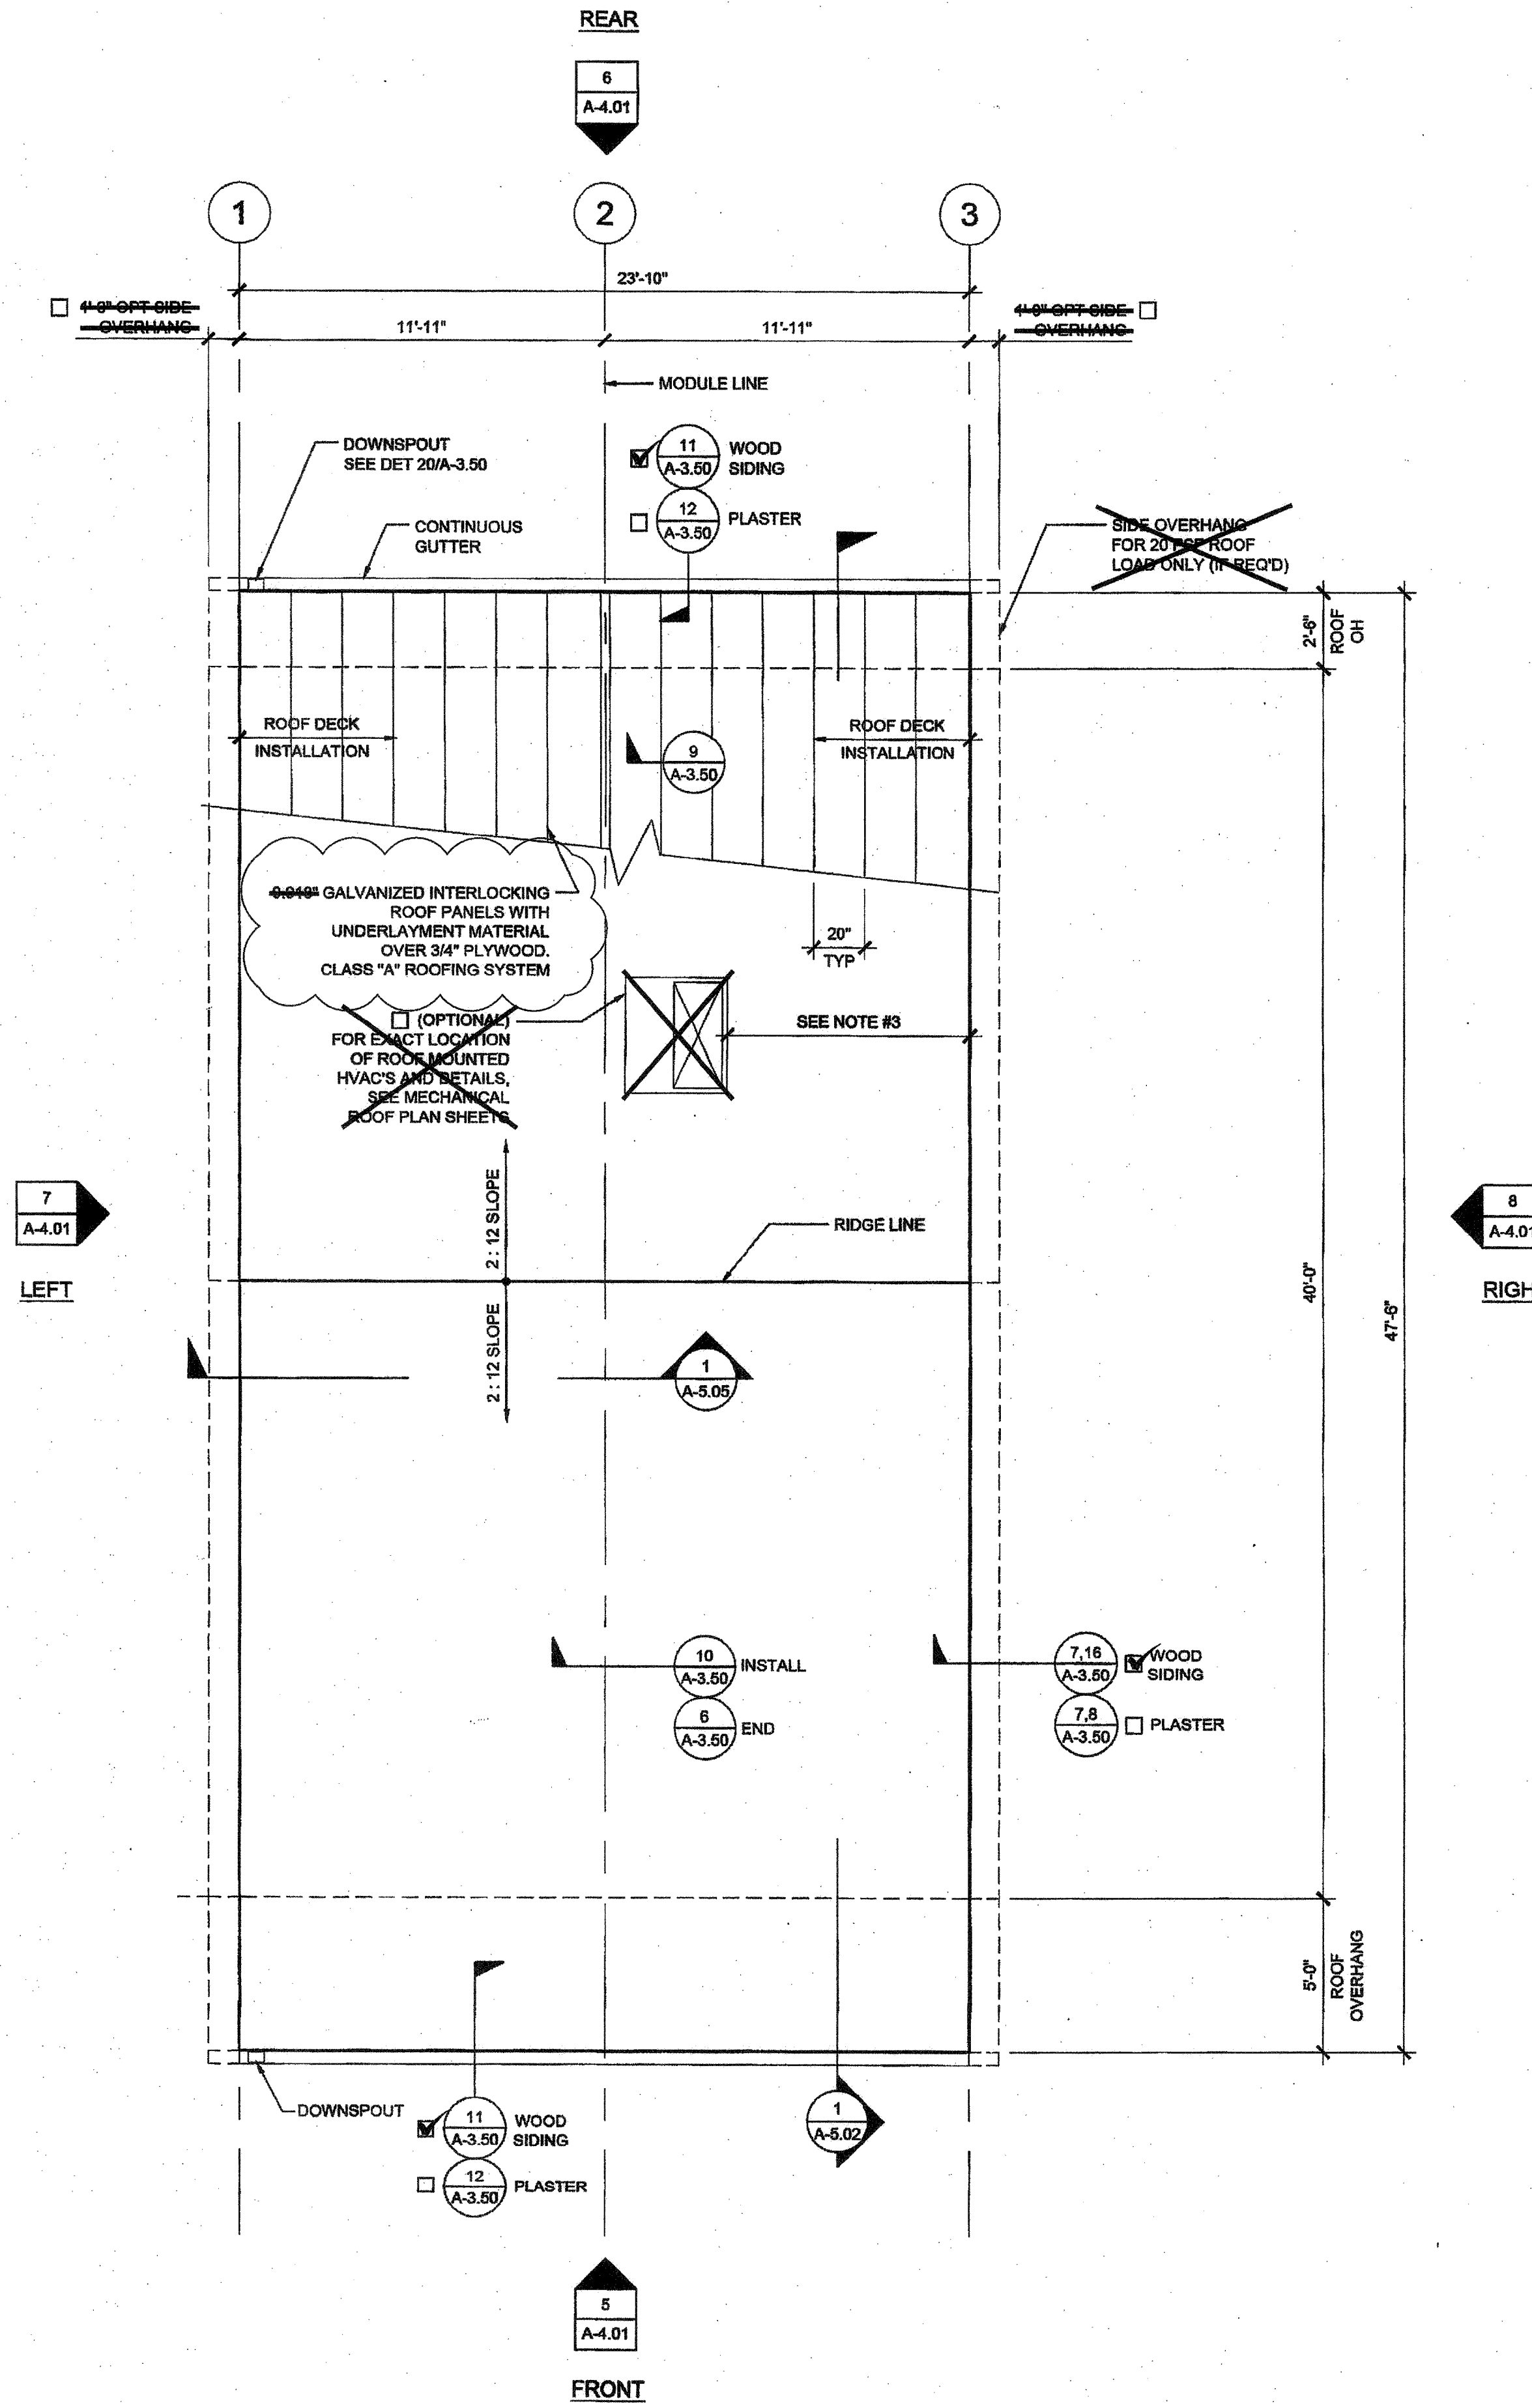 REAR
6
A-4.01
1
2
3
23'-10"
1'-0" OPT SIDE
OVERHANG
11'-11"
11'-11"
1'-0" OPT SIDE
OVERHANG
MODULE LINE
DOWNSPOUT
SEE DET 20/A-3.50
11
A-3.50
WOOD
SIDING
12
A-3.50
PLASTER
CONTINUOUS
GUTTER
SIDE OVERHANG
FOR 20 PSF ROOF
LOAD ONLY (IF REQ'D)
2'-6"
ROOF
OH
ROOF DECK
INSTALLATION
9
A-3.50
ROOF DECK
INSTALLATION
GALVANIZED INTERLOCKING
ROOF PANELS WITH
UNDERLAYMENT MATERIAL
OVER 3/4" PLYWOOD.
CLASS "A" ROOFING SYSTEM
20"
TYP
(OPTIONAL)
FOR EXACT LOCATION
OF ROOF MOUNTED
HVAC'S AND DETAILS,
SEE MECHANICAL
ROOF PLAN SHEETS
SEE NOTE #3
7
A-4.01
LEFT
2 : 12 SLOPE
RIDGE LINE
2 : 12 SLOPE
8
A-4.01
RIGH
40'-0"
47'-6"
1
A-5.05
10
A-3.50
INSTALL
6
A-3.50
END
7,16
A-3.50
WOOD
SIDING
7,8
A-3.50
PLASTER
5'-0"
ROOF
OVERHANG
DOWNSPOUT
11
A-3.50
WOOD
SIDING
12
A-3.50
PLASTER
1
A-5.02
5
A-4.01
FRONT